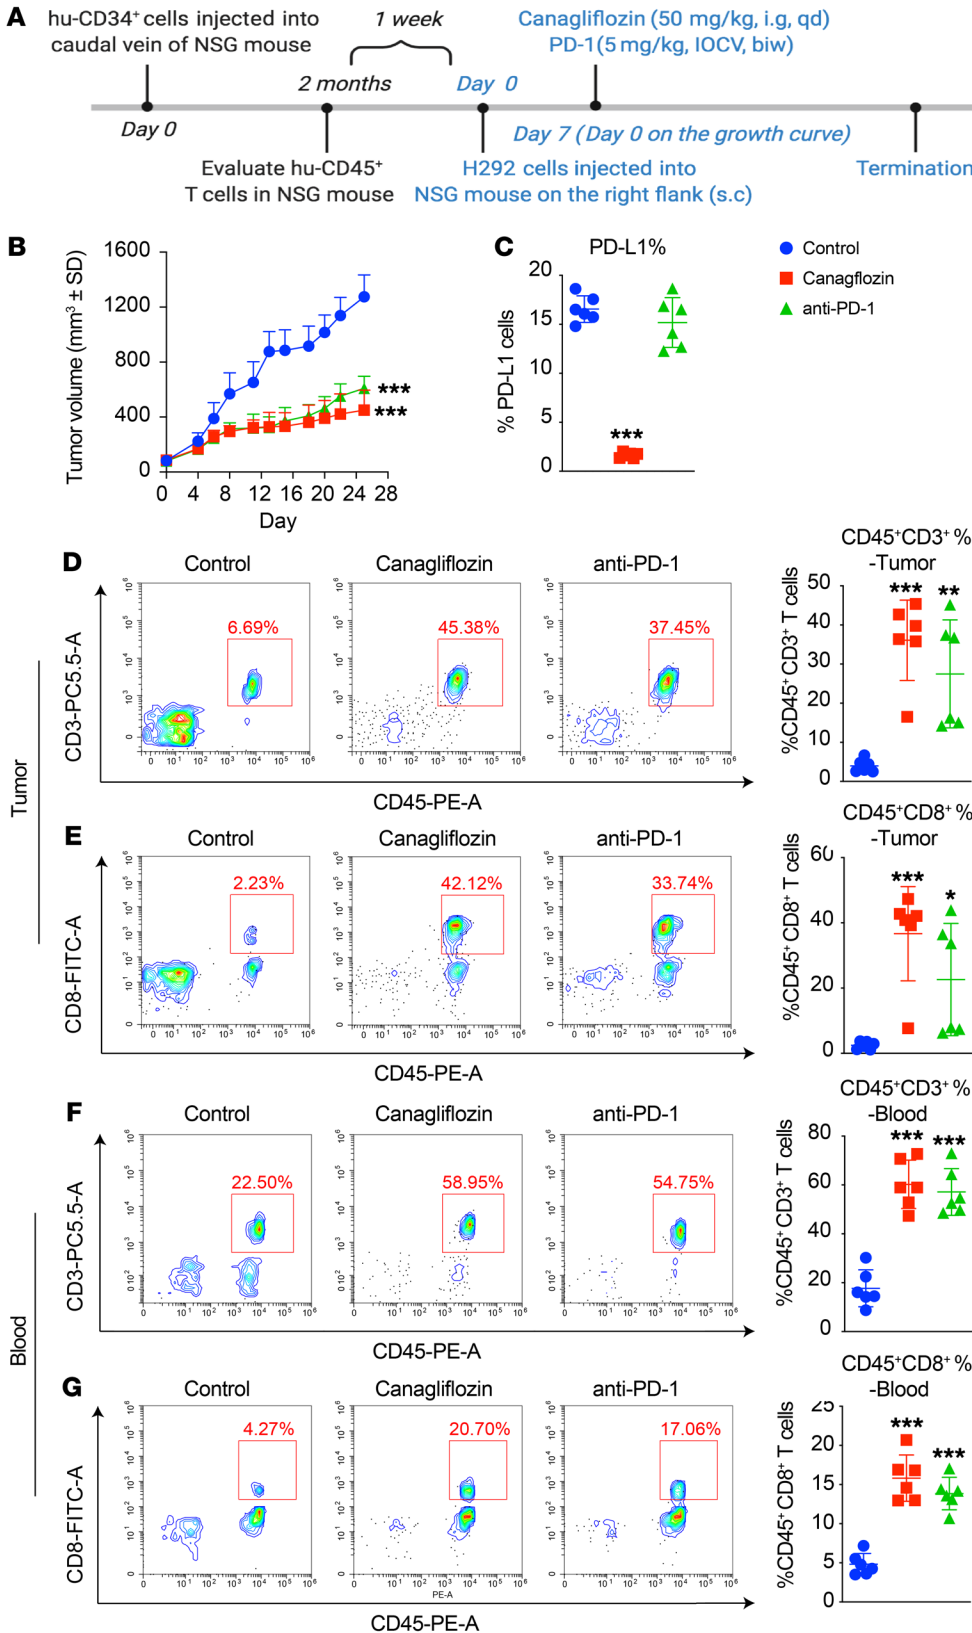 A
hu-CD34⁺ cells injected into
caudal vein of NSG mouse
1 week
Canagliflozin (50 mg/kg, i.g, qd)
PD-1(5 mg/kg, IOCV, biw)
2 months
Day 0
Day 0
Day 7 (Day 0 on the growth curve)
Evaluate hu-CD45⁺
T cells in NSG mouse
H292 cells injected into
NSG mouse on the right flank (s.c)
Termination
B
Tumor volume (mm³ ± SD)
1600
1200
800
400
0
***
***
0 4 8 12 16 20 24 28
Day
C
PD-L1%
% PD-L1 cells
20
15
10
5
0
***
Control
Canagflozin
anti-PD-1
D
Control
Canagliflozin
anti-PD-1
CD45⁺CD3⁺ %
-Tumor
6.69%
45.38%
37.45%
CD3-PC5.5-A
CD45-PE-A
%CD45⁺ CD3⁺ T cells
50
40
30
20
10
0
***
**
Tumor
E
Control
Canagliflozin
anti-PD-1
CD45⁺CD8⁺ %
-Tumor
2.23%
42.12%
33.74%
CD8-FITC-A
CD45-PE-A
%CD45⁺ CD8⁺ T cells
60
40
20
0
***
*
F
Control
Canagliflozin
anti-PD-1
CD45⁺CD3⁺ %
-Blood
22.50%
58.95%
54.75%
CD3-PC5.5-A
CD45-PE-A
%CD45⁺ CD3⁺ T cells
80
60
40
20
0
***
***
Blood
G
Control
Canagliflozin
anti-PD-1
CD45⁺CD8⁺ %
-Blood
4.27%
20.70%
17.06%
CD8-FITC-A
PE-A
CD45-PE-A
%CD45⁺ CD8⁺ T cells
25
20
15
10
5
0
***
***